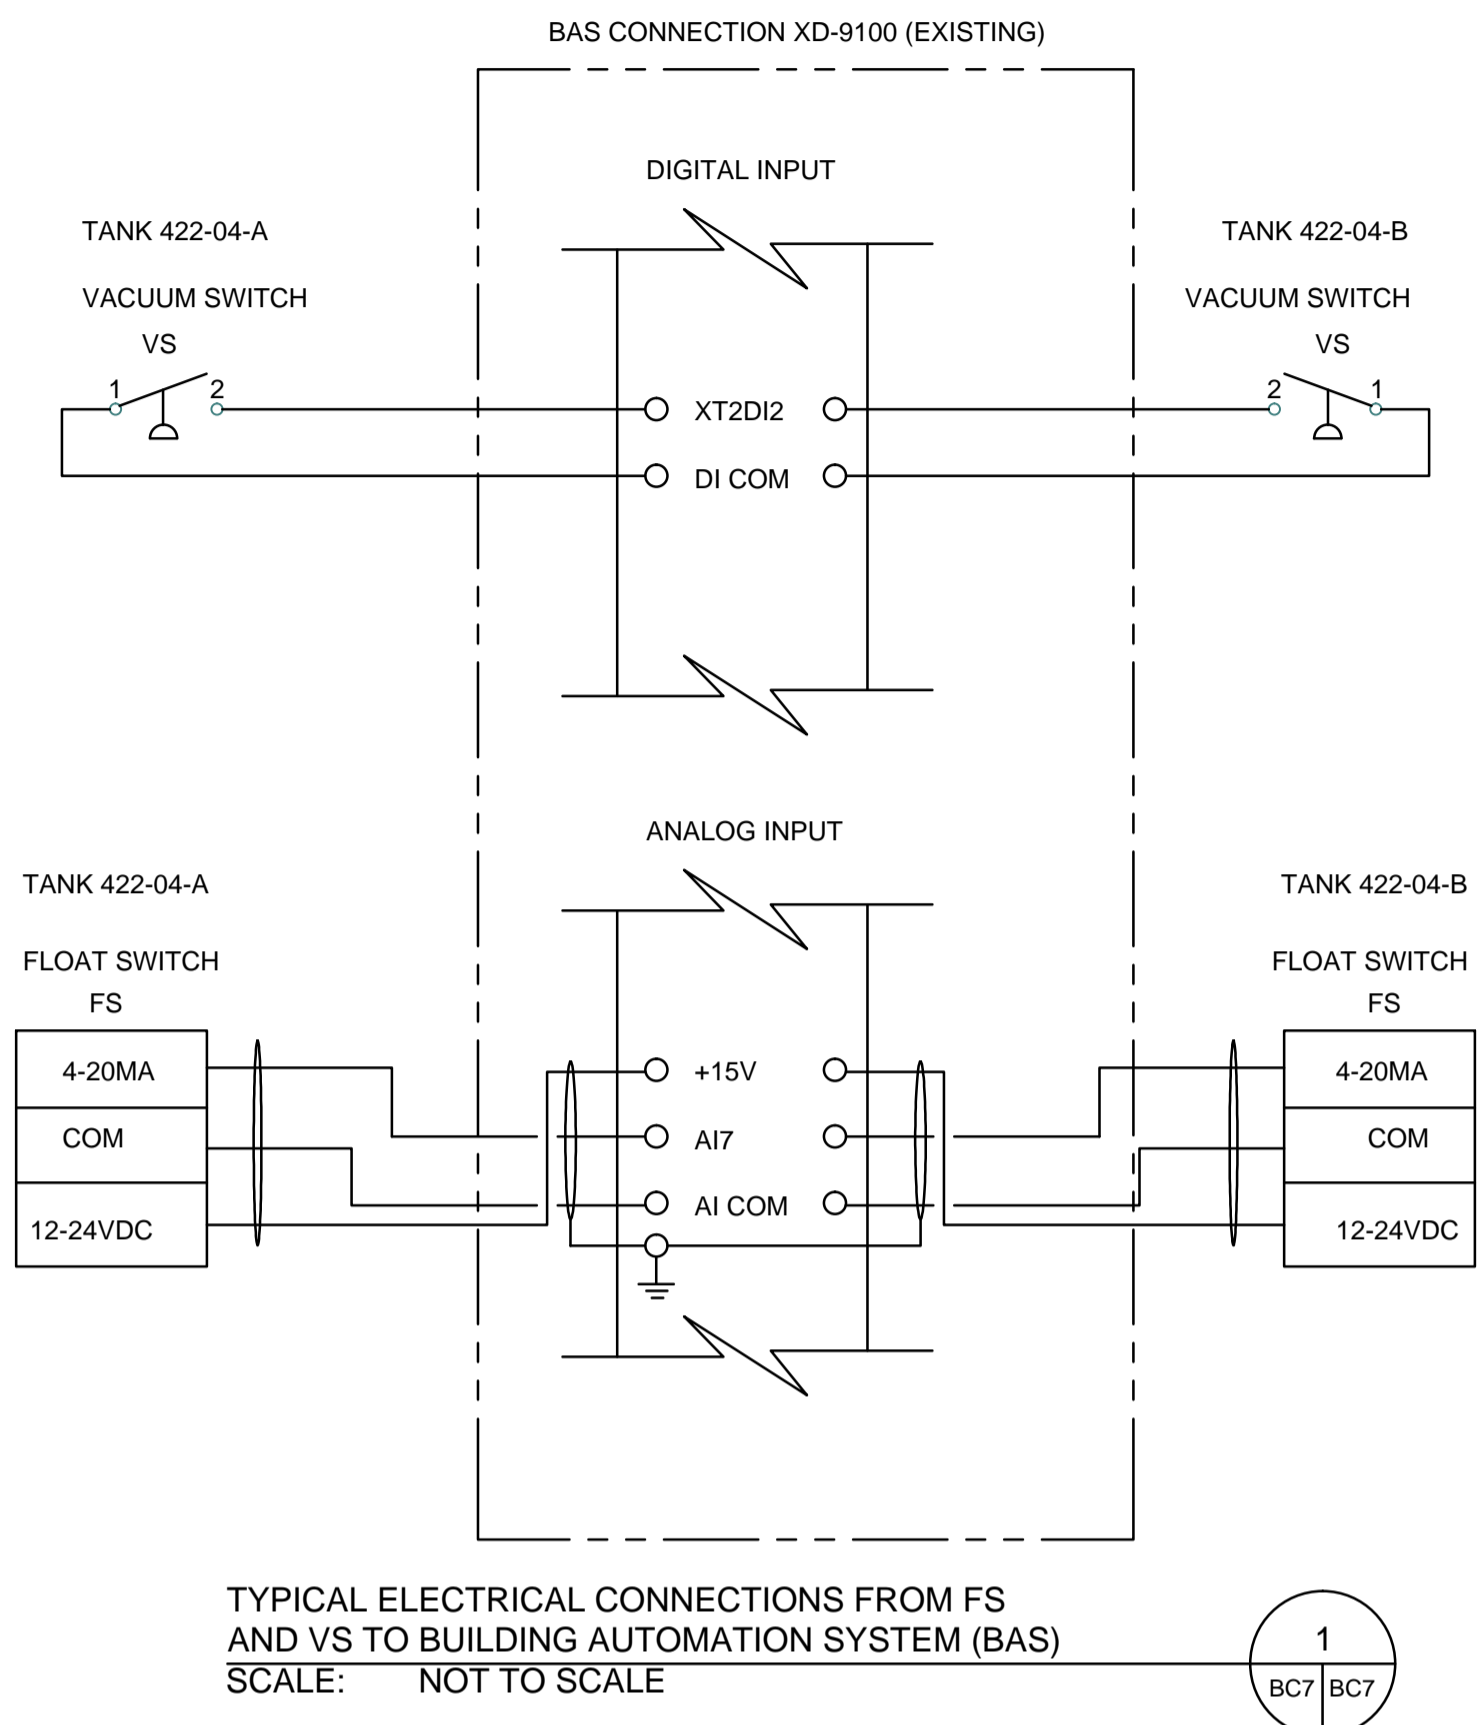 BAS CONNECTION XD-9100 (EXISTING)
DIGITAL INPUT
TANK 422-04-A
TANK 422-04-B
VACUUM SWITCH
VACUUM SWITCH
VS
VS
1
2
XT2DI2
2
1
DI COM
ANALOG INPUT
TANK 422-04-A
TANK 422-04-B
FLOAT SWITCH
FLOAT SWITCH
FS
FS
4-20MA
+15V
4-20MA
COM
AI7
COM
12-24VDC
AI COM
12-24VDC
TYPICAL ELECTRICAL CONNECTIONS FROM FS
AND VS TO BUILDING AUTOMATION SYSTEM (BAS)
SCALE: NOT TO SCALE
1
BC7
BC7